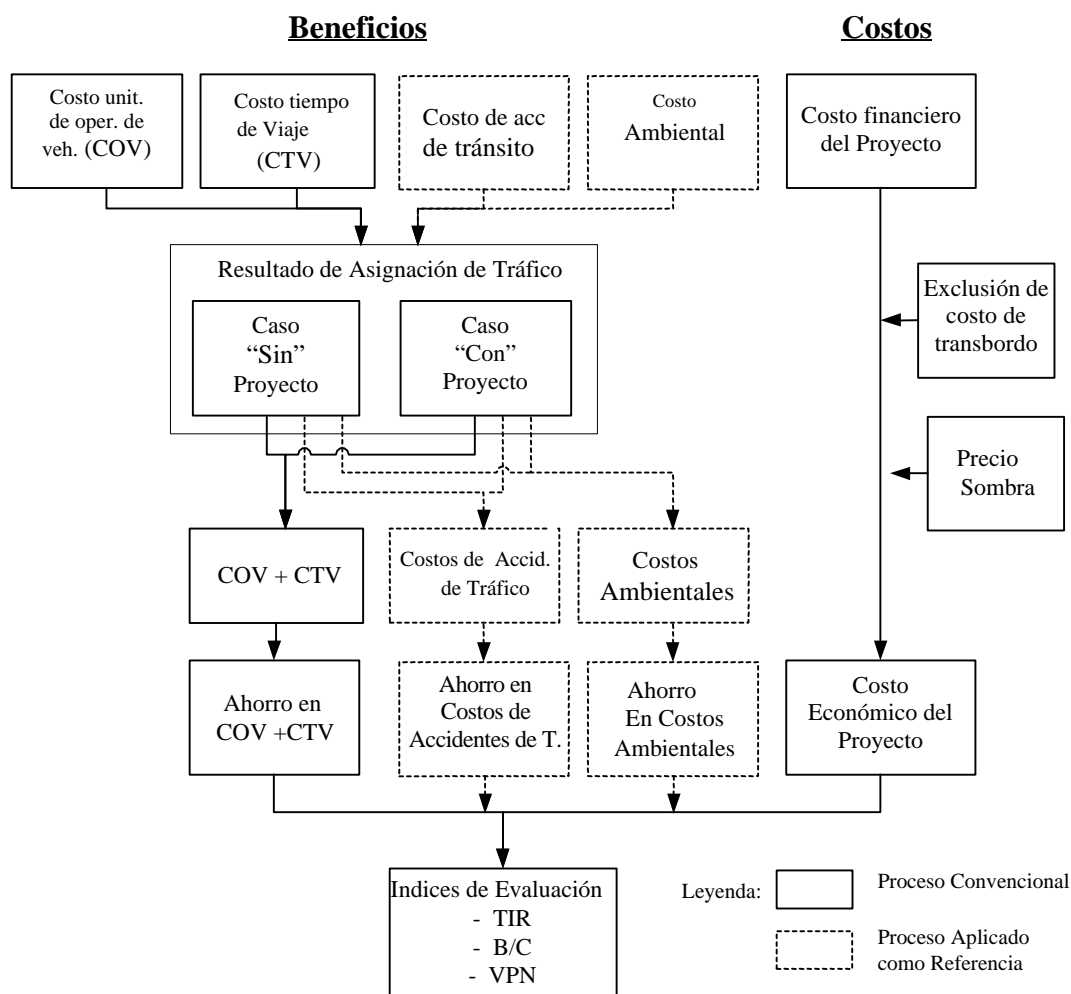 Beneficios
Costos
Costo unit.
de oper. de
veh. (COV)
Costo tiempo
de Viaje
(CTV)
Costo de acc
de tránsito
Costo
Ambiental
Costo financiero
del Proyecto
Resultado de Asignación de Tráfico
Caso
“Sin”
Proyecto
Caso
“Con”
Proyecto
Exclusión de
costo de
transbordo
Precio
Sombra
COV + CTV
Costos de Accid.
de Tráfico
Costos
Ambientales
Ahorro en
COV +CTV
Ahorro en
Costos de
Accidentes de T.
Ahorro
En Costos
Ambientales
Costo
Económico del
Proyecto
Indices de Evaluación
- TIR
- B/C
- VPN
Leyenda:
Proceso Convencional
Proceso Aplicado
como Referencia